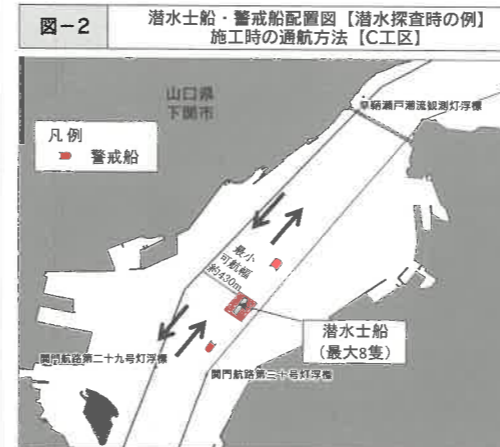 図−2
潜水士船・警戒船配置図【潜水探査時の例】
施工時の通航方法【C工区】
山口県
下関市
早鞆瀬戸潮流観測灯浮標
凡例
警戒船
最小
可航幅
約430m
潜水士船
(最大8隻)
関門航路第二十九号灯浮標
関門航路第三十号灯浮標